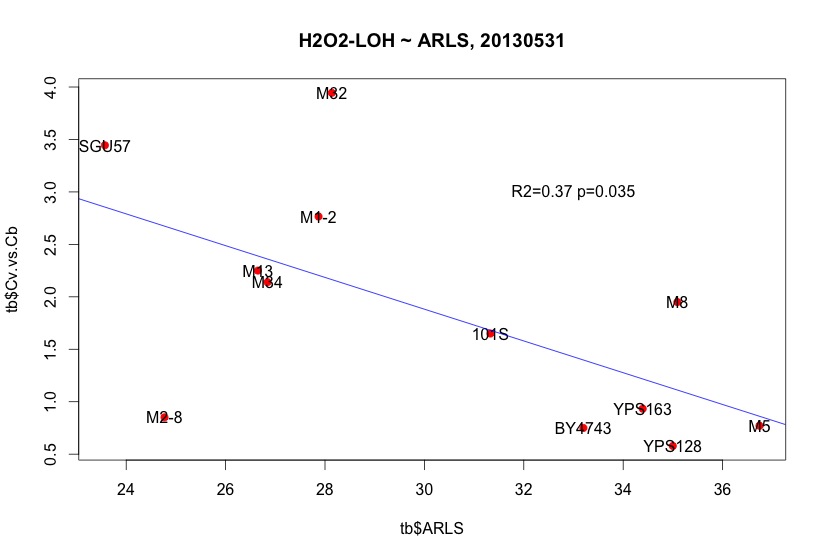 H2O2-LOH ~ ARLS, 20130531
4.0
3.5
3.0
2.5
2.0
1.5
1.0
0.5
tb$Cv.vs.Cb
M32
SGU57
R2=0.37 p=0.035
M1-2
M13
M34
M8
101S
YPS163
M2-8
BY4743
M5
YPS128
24 26 28 30 32 34 36
tb$ARLS